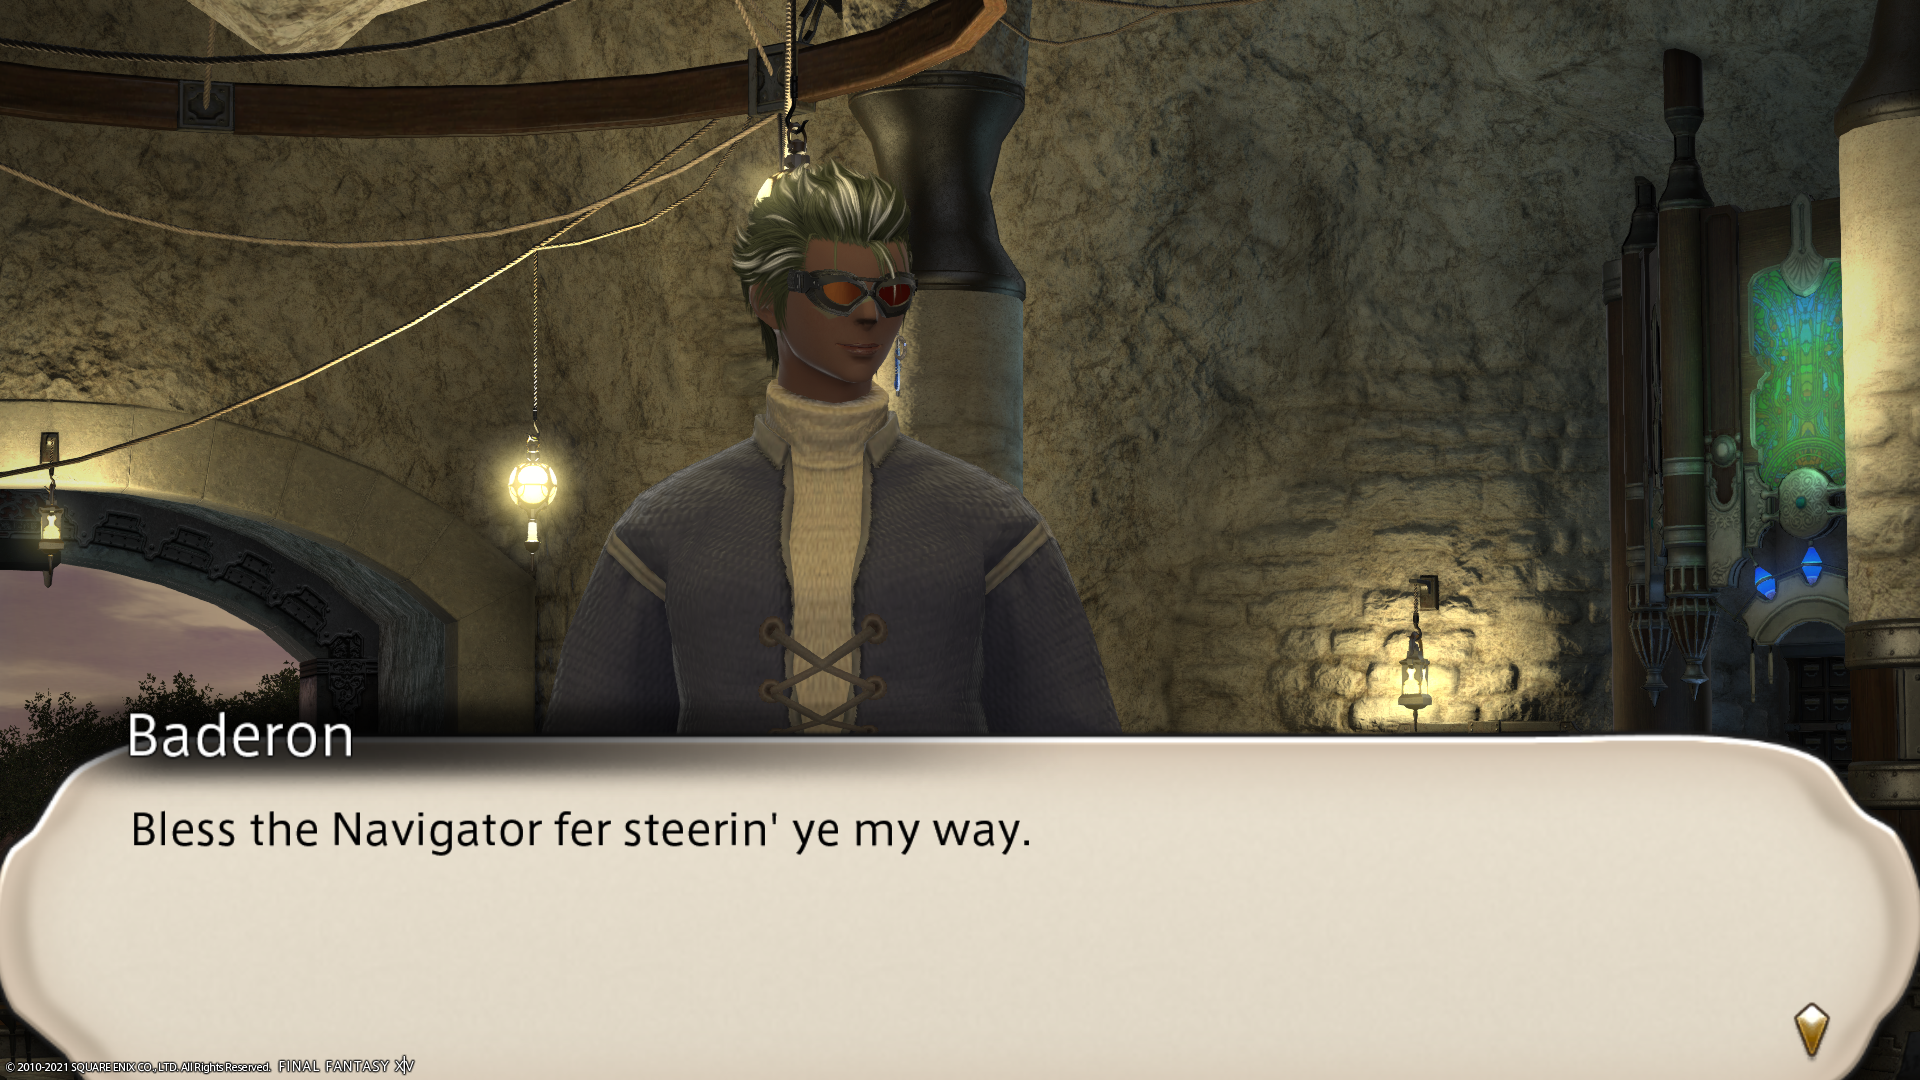 Baderon
Bless the Navigator fer steerin' ye my way.
© 2010-2021 SQUARE ENIX CO., LTD. All Rights Reserved. FINAL FANTASY XIV